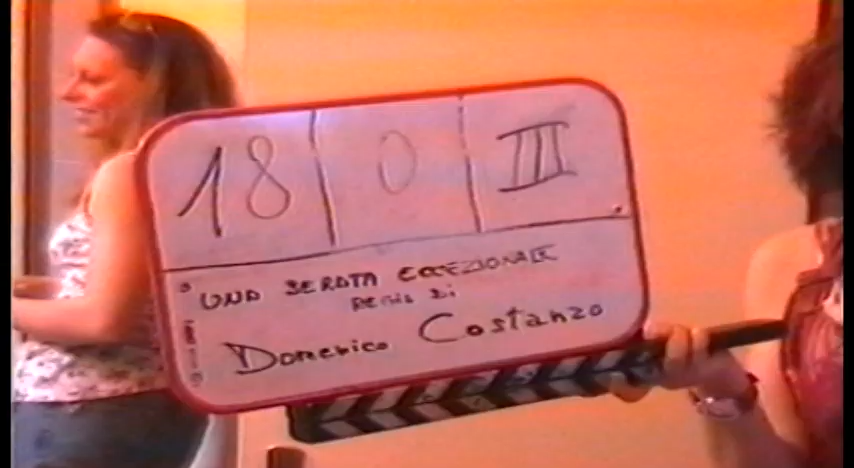 18 0 III
UNA SERATA ECCEZIONALE
REGIA DI
Domenico Costanzo